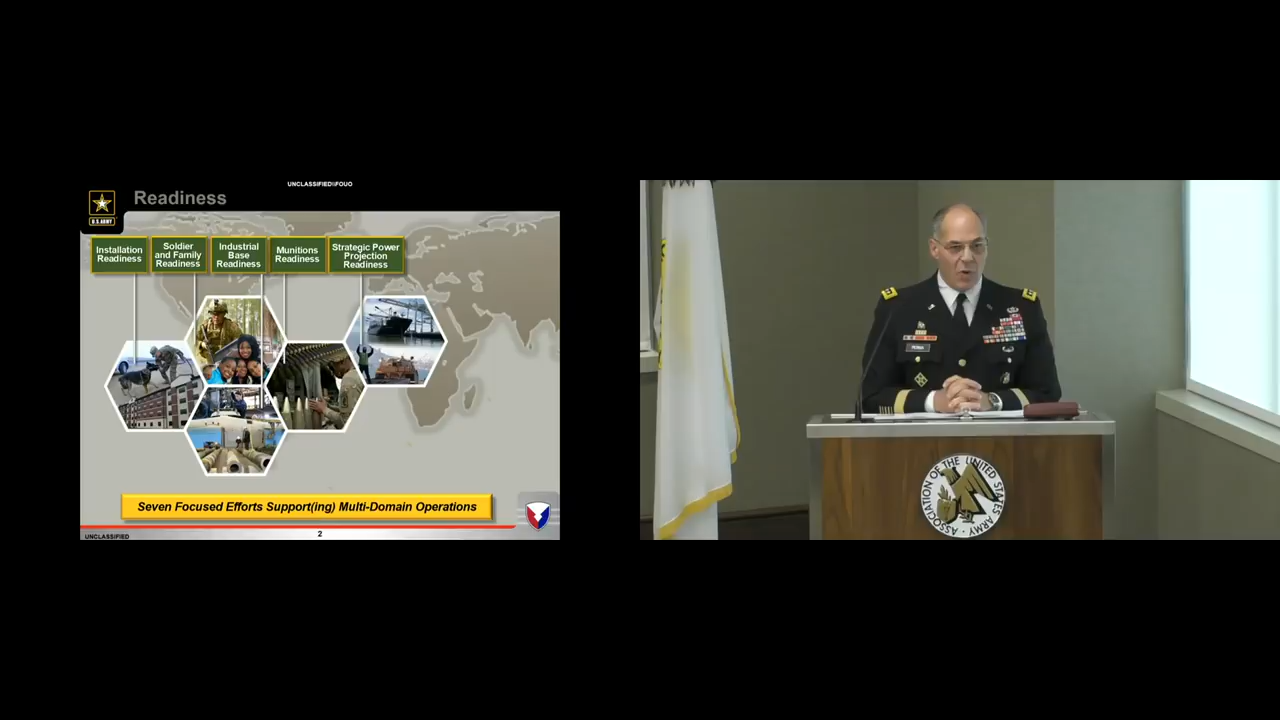 UNCLASSIFIED\\FOUO
Readiness
U.S.ARMY
Installation
Readiness
Soldier
and Family
Readiness
Industrial
Base
Readiness
Munitions
Readiness
Strategic Power
Projection
Readiness
Seven Focused Efforts Support(ing) Multi-Domain Operations
UNCLASSIFIED
2
PERNA
ASSOCIATION OF THE UNITED STATES ARMY